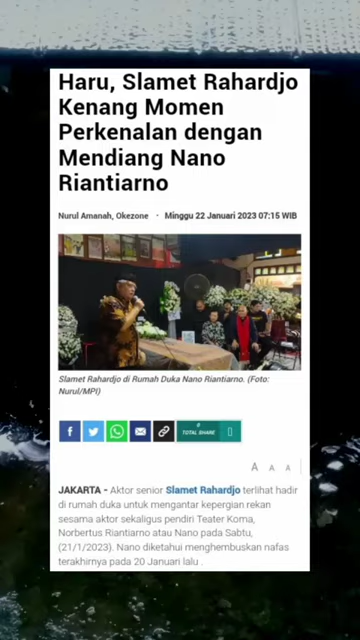 Haru, Slamet Rahardjo
Kenang Momen
Perkenalan dengan
Mendiang Nano
Riantiarno
Nurul Amanah, Okezone · Minggu 22 Januari 2023 07:15 WIB
Slamet Rahardjo di Rumah Duka Nano Riantiarno. (Foto:
Nurul/MPI)
0
TOTAL SHARE
A A A
JAKARTA - Aktor senior Slamet Rahardjo terlihat hadir
di rumah duka untuk mengantar kepergian rekan
sesama aktor sekaligus pendiri Teater Koma,
Norbertus Riantiarno atau Nano pada Sabtu,
(21/1/2023). Nano diketahui menghembuskan nafas
terakhirnya pada 20 Januari lalu .